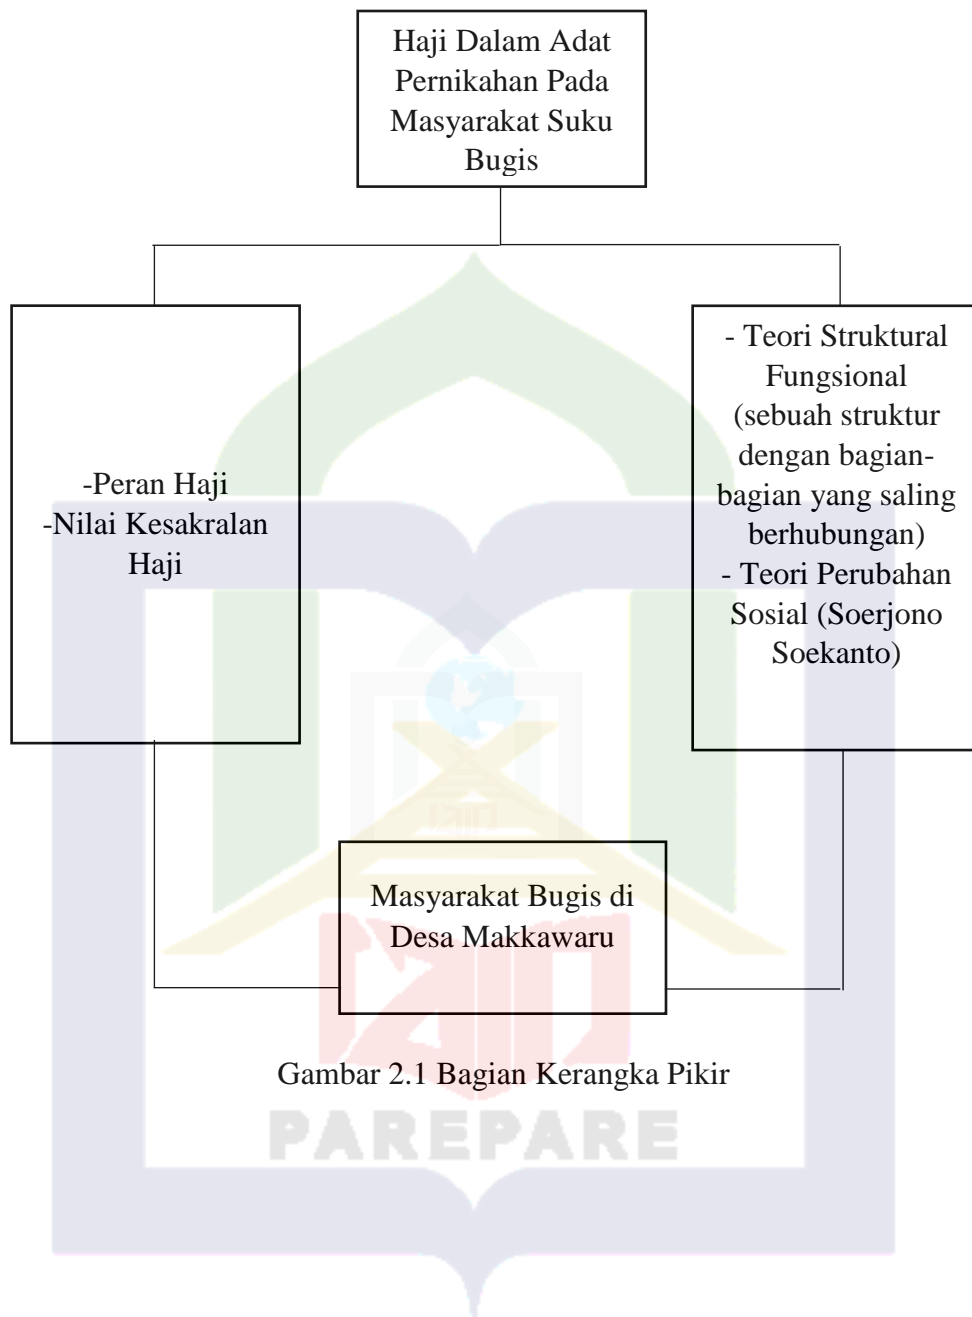 Haji Dalam Adat
Pernikahan Pada
Masyarakat Suku
Bugis
-Peran Haji
-Nilai Kesakralan
Haji
- Teori Struktural
Fungsional
(sebuah struktur
dengan bagian-
bagian yang saling
berhubungan)
- Teori Perubahan
Sosial (Soerjono
Soekanto)
Masyarakat Bugis di
Desa Makkawaru
Gambar 2.1 Bagian Kerangka Pikir
PAREPARE